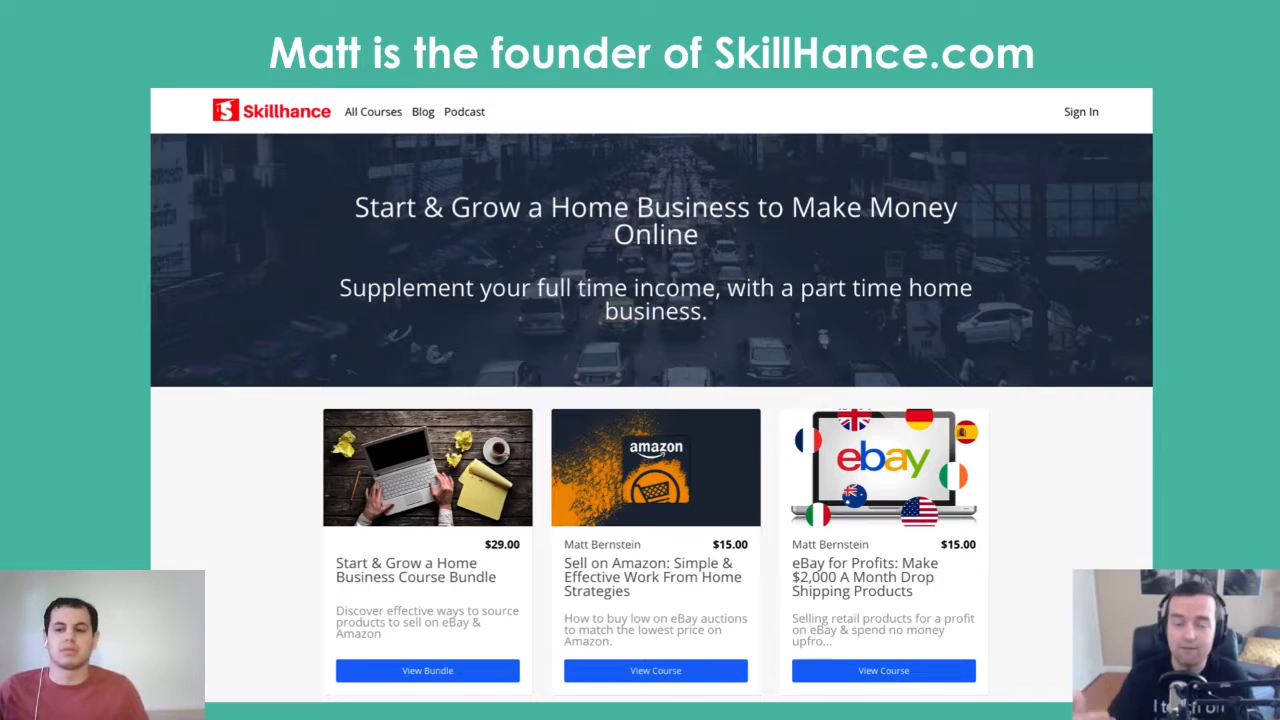 Matt is the founder of SkillHance.com
Skillhance All Courses Blog Podcast Sign In
Start & Grow a Home Business to Make Money
Online
Supplement your full time income, with a part time home
business.
amazon
ebay
$29.00
Start & Grow a Home
Business Course Bundle
Discover effective ways to source
products to sell on eBay &
Amazon
View Bundle
Matt Bernstein $15.00
Sell on Amazon: Simple &
Effective Work From Home
Strategies
How to buy low on eBay auctions
to match the lowest price on
Amazon.
View Course
Matt Bernstein $15.00
eBay for Profits: Make
$2,000 A Month Drop
Shipping Products
Selling retail products for a profit
on eBay & spend no money
upfro...
View Course